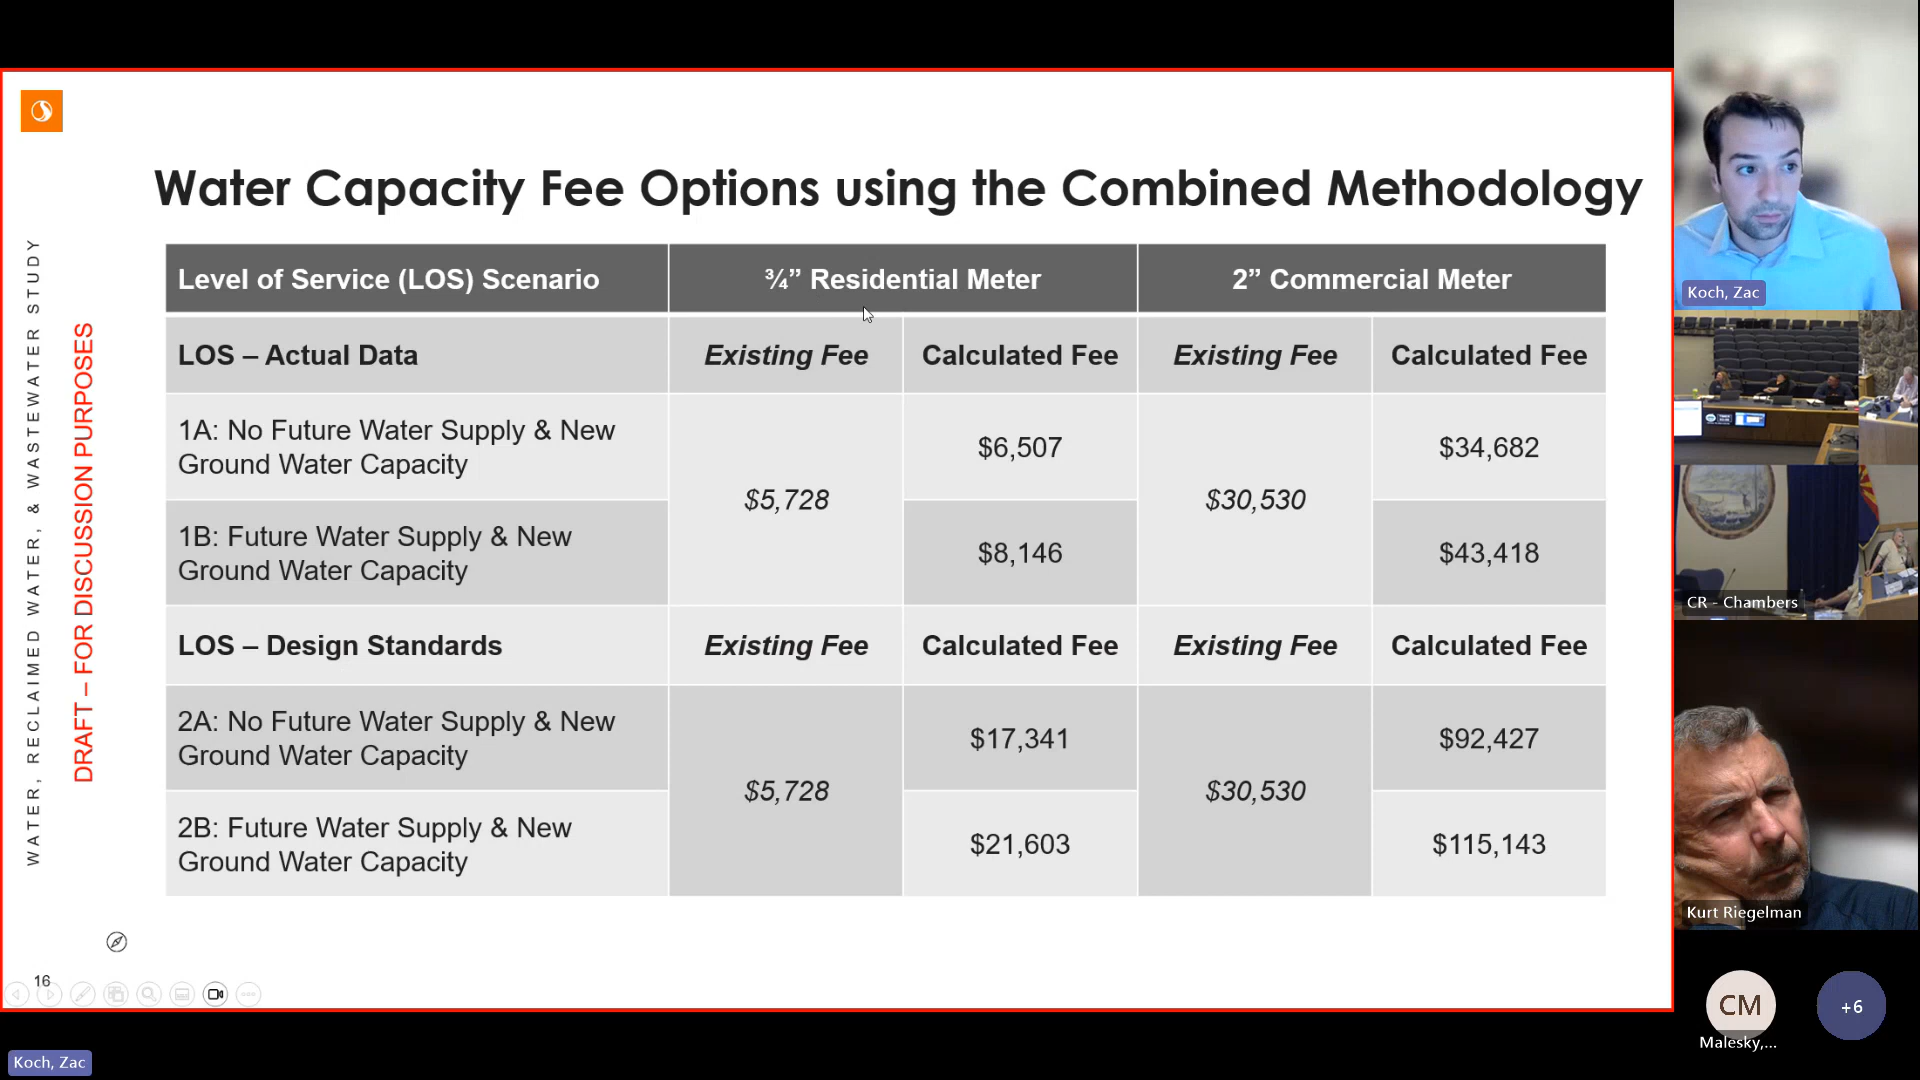 WATER, RECLAIMED WATER, & WASTEWATER STUDY
DRAFT – FOR DISCUSSION PURPOSES
Water Capacity Fee Options using the Combined Methodology
Level of Service (LOS) Scenario
¾” Residential Meter
2” Commercial Meter
LOS – Actual Data
Existing Fee
Calculated Fee
Existing Fee
Calculated Fee
1A: No Future Water Supply & New
Ground Water Capacity
$5,728
$6,507
$30,530
$34,682
1B: Future Water Supply & New
Ground Water Capacity
$8,146
$43,418
LOS – Design Standards
Existing Fee
Calculated Fee
Existing Fee
Calculated Fee
2A: No Future Water Supply & New
Ground Water Capacity
$5,728
$17,341
$30,530
$92,427
2B: Future Water Supply & New
Ground Water Capacity
$21,603
$115,143
16
Koch, Zac
Koch, Zac
CR - Chambers
Kurt Riegelman
CM
Malesky,...
+6